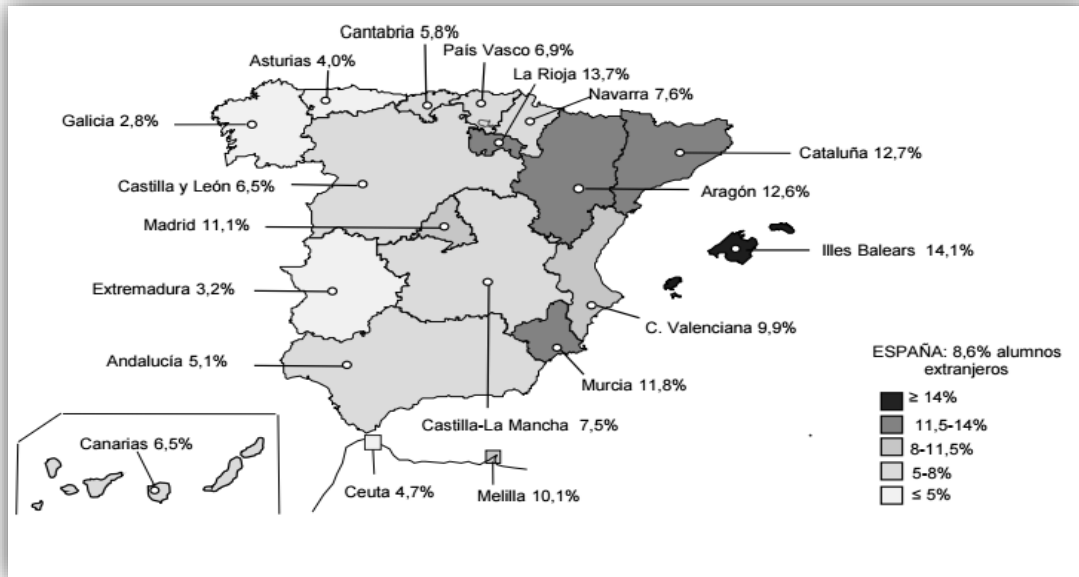 Cantabria 5,8%
País Vasco 6,9%
Asturias 4,0%
La Rioja 13,7%
Navarra 7,6%
Galicia 2,8%
Cataluña 12,7%
Castilla y León 6,5%
Aragón 12,6%
Madrid 11,1%
Illes Balears 14,1%
Extremadura 3,2%
C. Valenciana 9,9%
Andalucía 5,1%
Murcia 11,8%
Castilla-La Mancha 7,5%
Canarias 6,5%
Ceuta 4,7%
Melilla 10,1%
ESPAÑA: 8,6% alumnos
extranjeros
≥ 14%
11,5-14%
8-11,5%
5-8%
≤ 5%